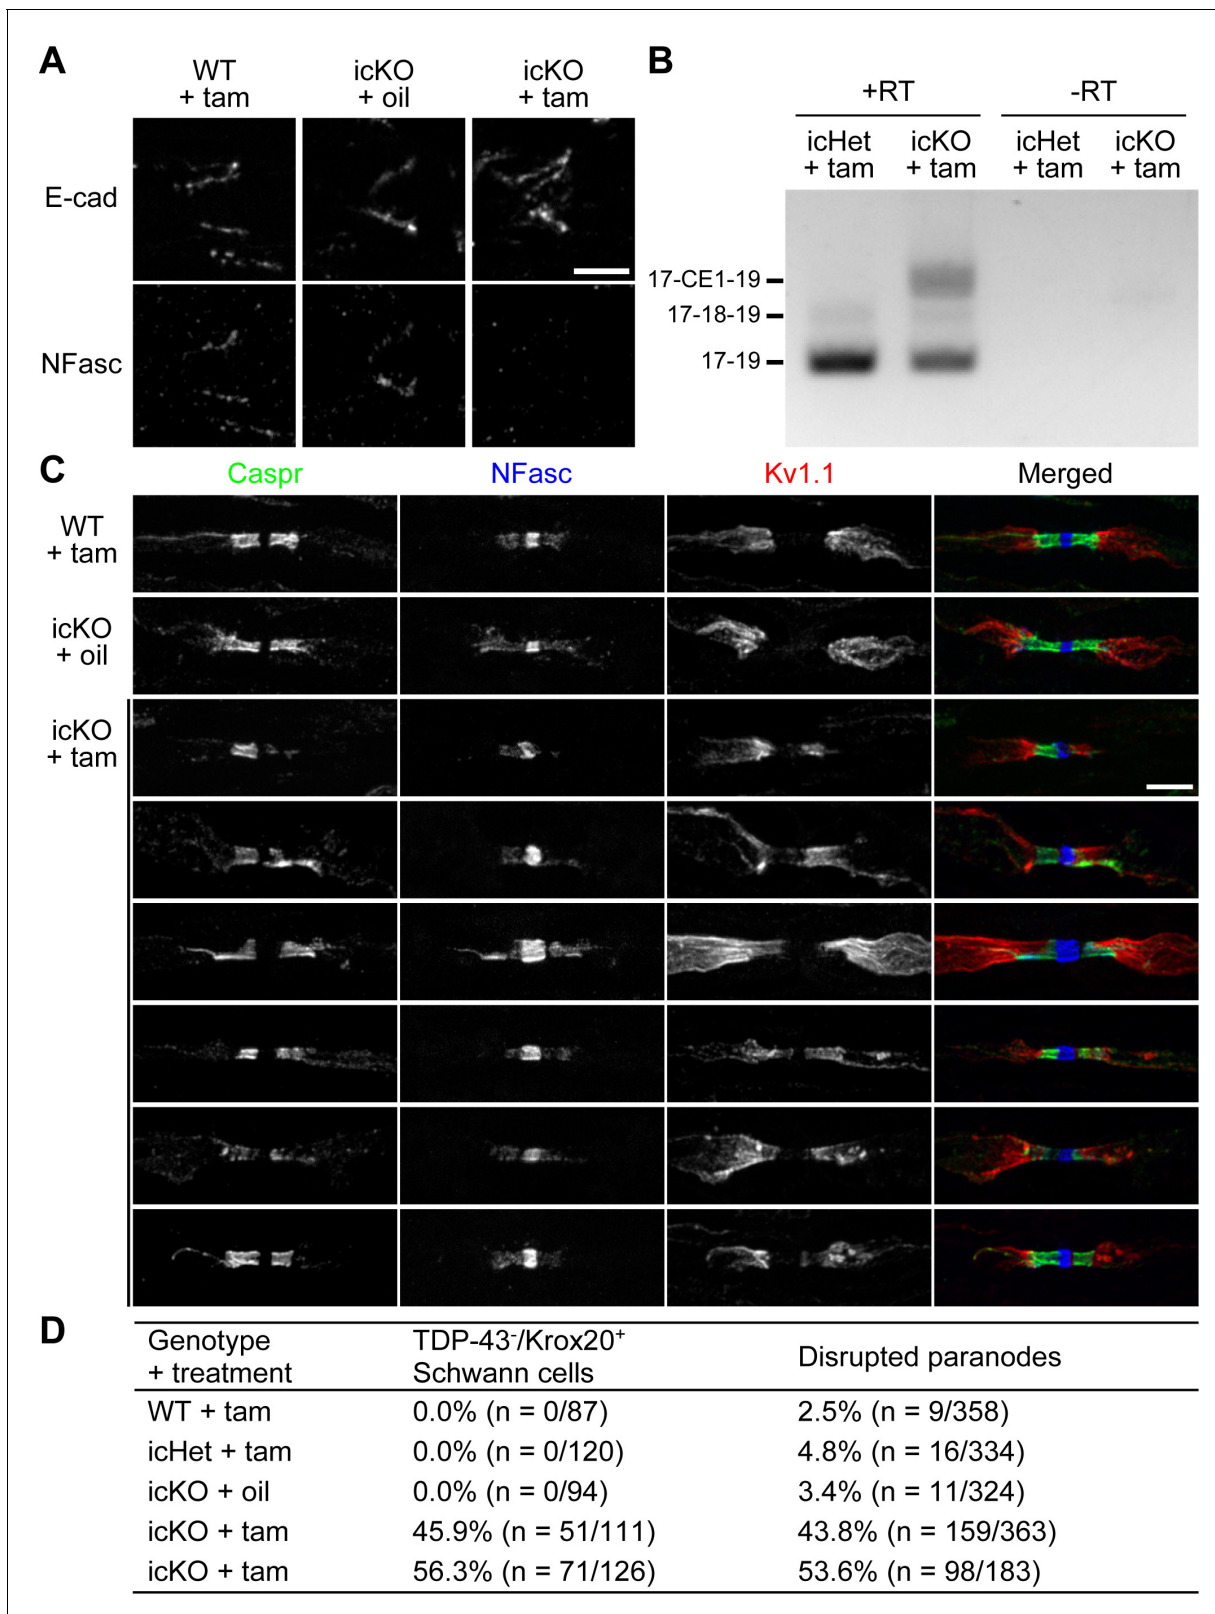 A
WT
+ tam
icKO
+ oil
icKO
+ tam
E-cad
NFasc
B
+RT
-RT
icHet
+ tam
icKO
+ tam
icHet
+ tam
icKO
+ tam
17-CE1-19
17-18-19
17-19
C
Caspr
NFasc
Kv1.1
Merged
WT
+ tam
icKO
+ oil
icKO
+ tam
D
Genotype
+ treatment
TDP-43⁻/Krox20⁺
Schwann cells
Disrupted paranodes
WT + tam 0.0% (n = 0/87) 2.5% (n = 9/358)
icHet + tam 0.0% (n = 0/120) 4.8% (n = 16/334)
icKO + oil 0.0% (n = 0/94) 3.4% (n = 11/324)
icKO + tam 45.9% (n = 51/111) 43.8% (n = 159/363)
icKO + tam 56.3% (n = 71/126) 53.6% (n = 98/183)